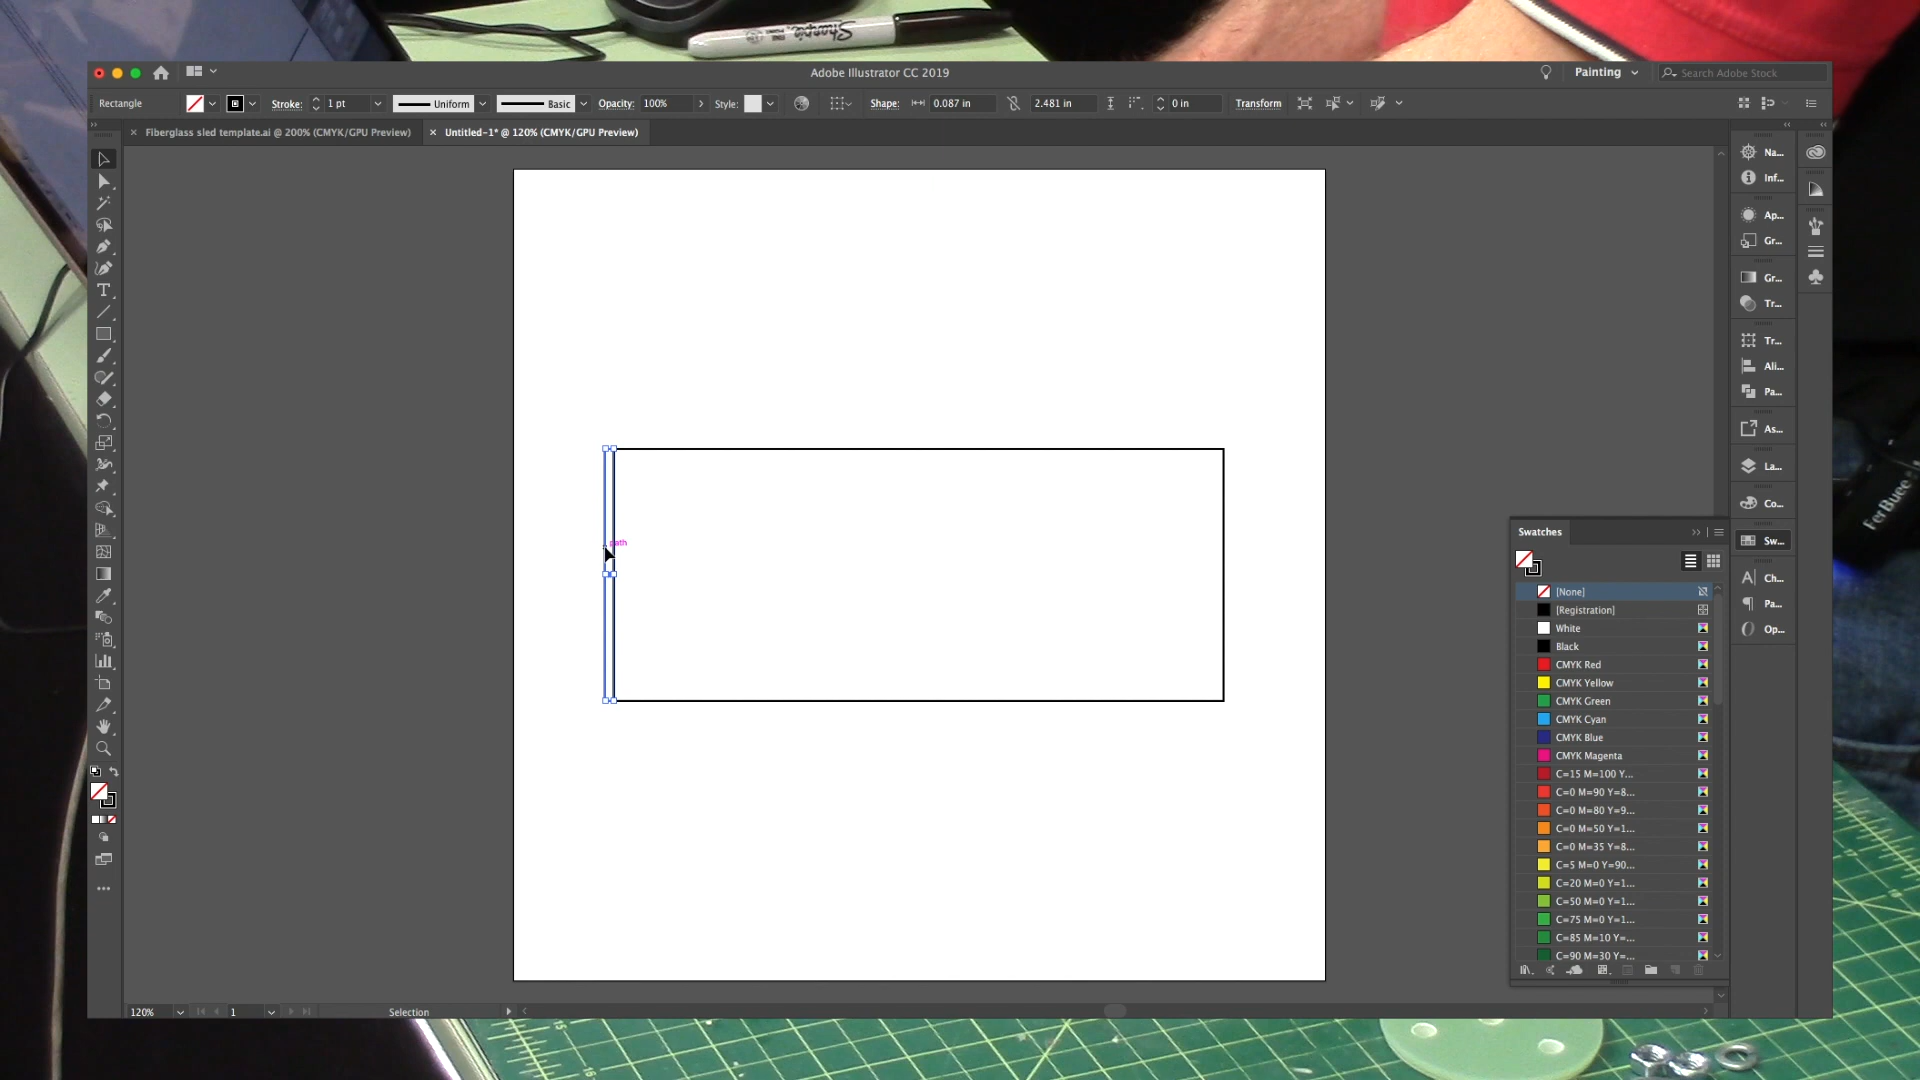 Sharpie
Adobe Illustrator CC 2019
Painting
Search Adobe Stock
Rectangle
Stroke:
1 pt
Uniform
Basic
Opacity:
100%
Style:
Shape:
0.087 in
2.481 in
0 in
Transform
Fiberglass sled template.ai @ 200% (CMYK/GPU Preview)
Untitled-1* @ 120% (CMYK/GPU Preview)
Na...
Inf...
Ap...
Gr...
Gr...
Tr...
Tr...
Ali...
Pa...
As...
La...
Co...
Sw...
Ch...
Pa...
Op...
path
Swatches
[None]
[Registration]
White
Black
CMYK Red
CMYK Yellow
CMYK Green
CMYK Cyan
CMYK Blue
CMYK Magenta
C=15 M=100 Y...
C=0 M=90 Y=8...
C=0 M=80 Y=9...
C=0 M=50 Y=1...
C=0 M=35 Y=8...
C=5 M=0 Y=90...
C=20 M=0 Y=1...
C=50 M=0 Y=1...
C=75 M=0 Y=1...
C=85 M=10 Y=...
C=90 M=30 Y=...
120%
1
Selection